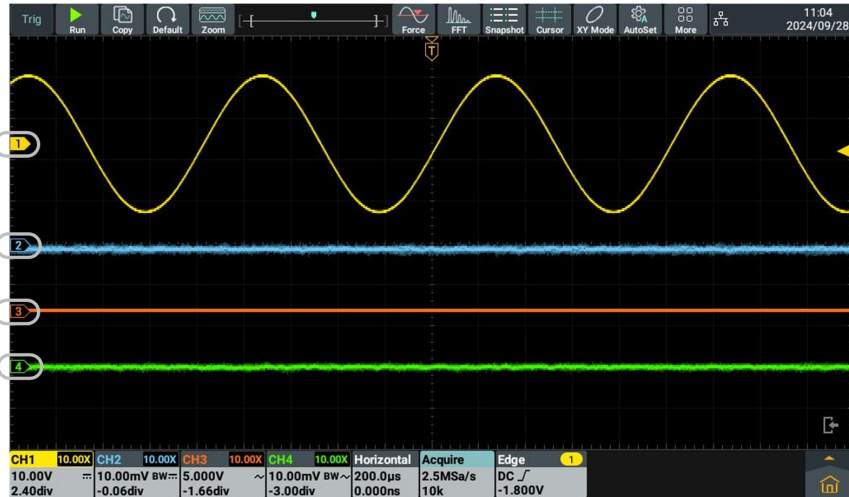 Trig Run Copy Default Zoom Force FFT Snapshot Cursor XY Mode AutoSet More 11:04
2024/09/28
T
1
2
3
4
CH1 10.00X CH2 10.00X CH3 10.00X CH4 10.00X Horizontal Acquire Edge 1
10.00V 10.00mV BW 5.000V 10.00mV BW 200.0μs 2.5MSa/s DC
2.40div -0.06div -1.66div -3.00div 0.000ns 10k -1.800V